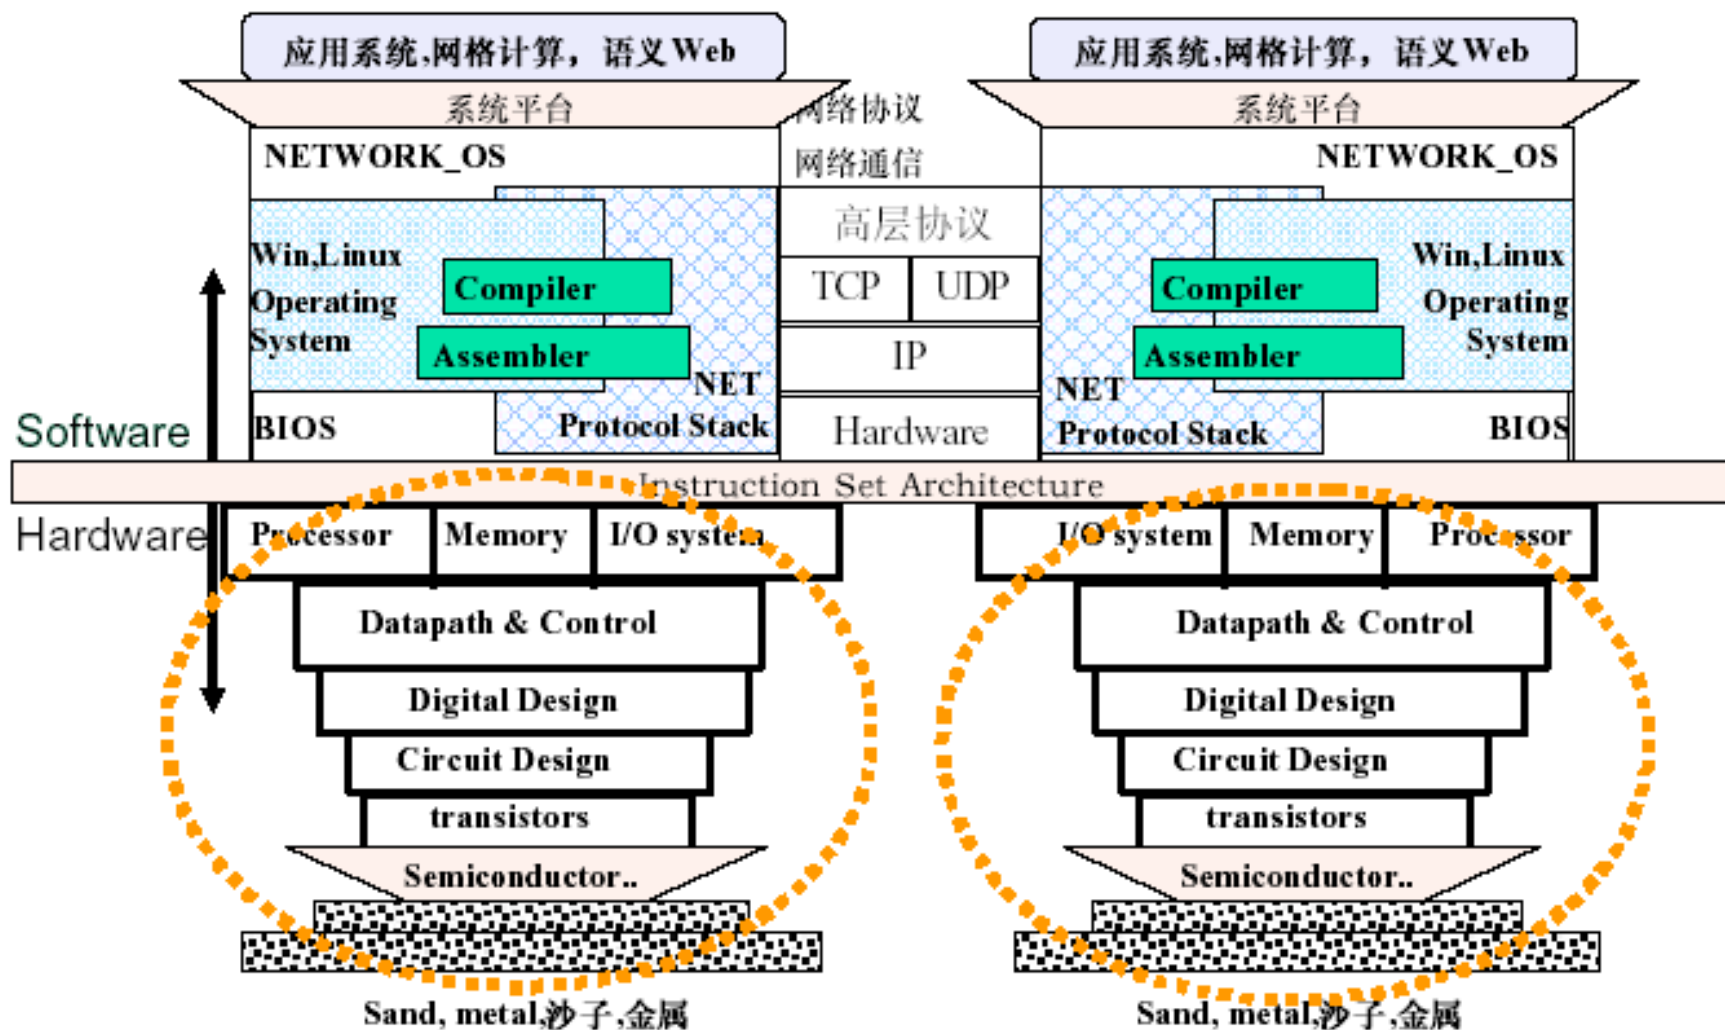 应用系统,网格计算，语义Web
应用系统,网格计算，语义Web
系统平台
网络协议
系统平台
NETWORK_OS
网络通信
NETWORK_OS
高层协议
Win,Linux
Operating
System
Compiler
Assembler
NET
Protocol Stack
BIOS
TCP
UDP
IP
Hardware
Compiler
Assembler
NET
Protocol Stack
Win,Linux
Operating
System
BIOS
Software
Instruction Set Architecture
Hardware
Processor
Memory
I/O system
I/O system
Memory
Processor
Datapath & Control
Datapath & Control
Digital Design
Digital Design
Circuit Design
Circuit Design
transistors
transistors
Semiconductor..
Semiconductor..
Sand, metal,沙子,金属
Sand, metal,沙子,金属